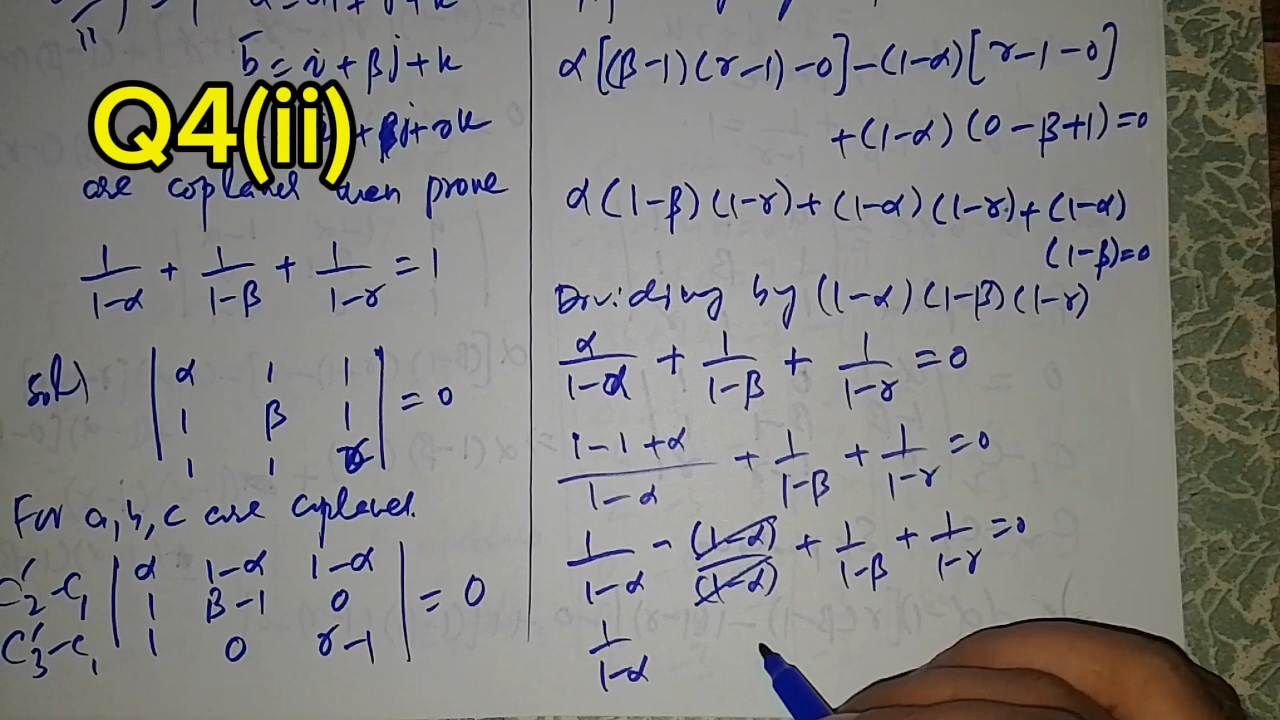 b̄ = i + βj + k
Q4(ii)
+ βj + γk
are coplaner then prove
1/(1-α) + 1/(1-β) + 1/(1-γ) = 1
Sol)
| α 1 1 |
| 1 β 1 | = 0
| 1 1 γ |
For a, b, c are coplaner.
C₂'-C₁ | α 1-α 1-α |
| 1 β-1 0 | = 0
C₃'-C₁ | 1 0 γ-1 |
α[(β-1)(γ-1)-0]-(1-α)[γ-1-0]
+(1-α)(0-β+1)=0
α(1-β)(1-γ)+(1-α)(1-γ)+(1-α)
(1-β)=0
Dividing by (1-α)(1-β)(1-γ)
α/(1-α) + 1/(1-β) + 1/(1-γ) = 0
(1-1+α)/(1-α) + 1/(1-β) + 1/(1-γ) = 0
1/(1-α) - (1-α)/(1-α) + 1/(1-β) + 1/(1-γ) = 0
1/(1-α)